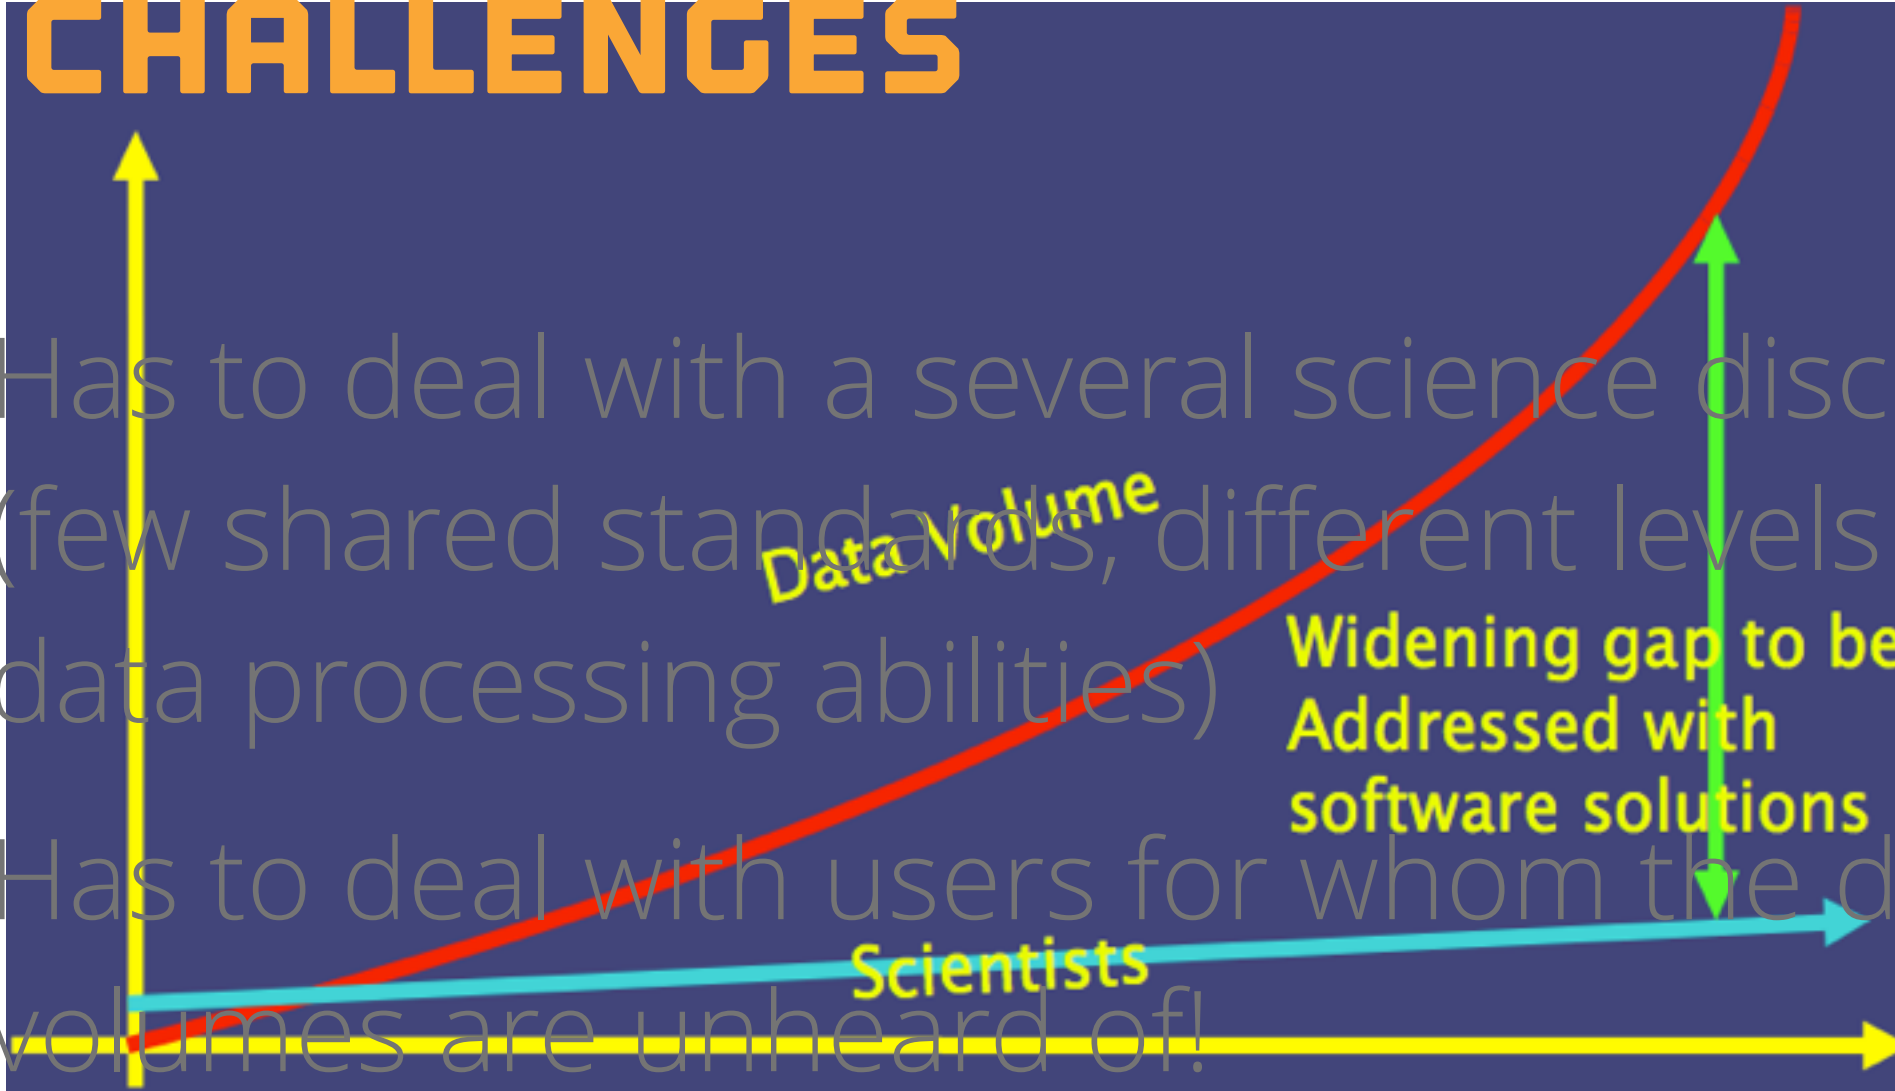 CHALLENGES
Has to deal with a several science disc
(few shared standards, different levels
data processing abilities)
Has to deal with users for whom the d
volumes are unheard of!
Data Volume
Widening gap to be
Addressed with
software solutions
Scientists